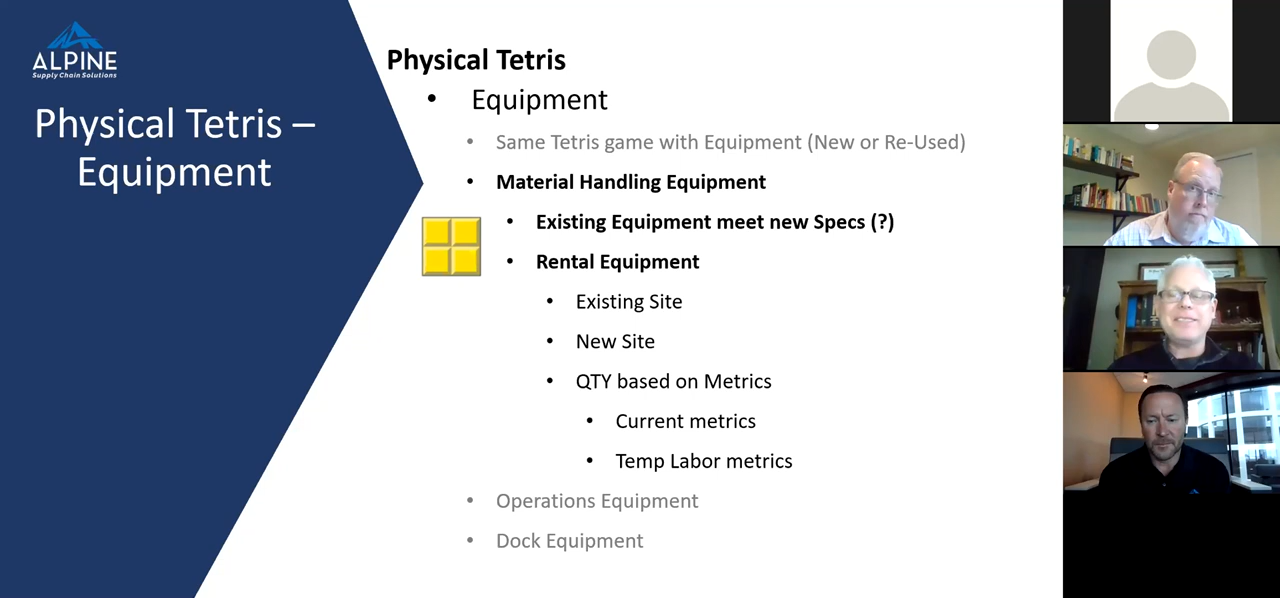 ALPINE
Supply Chain Solutions
Physical Tetris –
Equipment
Physical Tetris
• Equipment
• Same Tetris game with Equipment (New or Re-Used)
• Material Handling Equipment
• Existing Equipment meet new Specs (?)
• Rental Equipment
• Existing Site
• New Site
• QTY based on Metrics
• Current metrics
• Temp Labor metrics
• Operations Equipment
• Dock Equipment